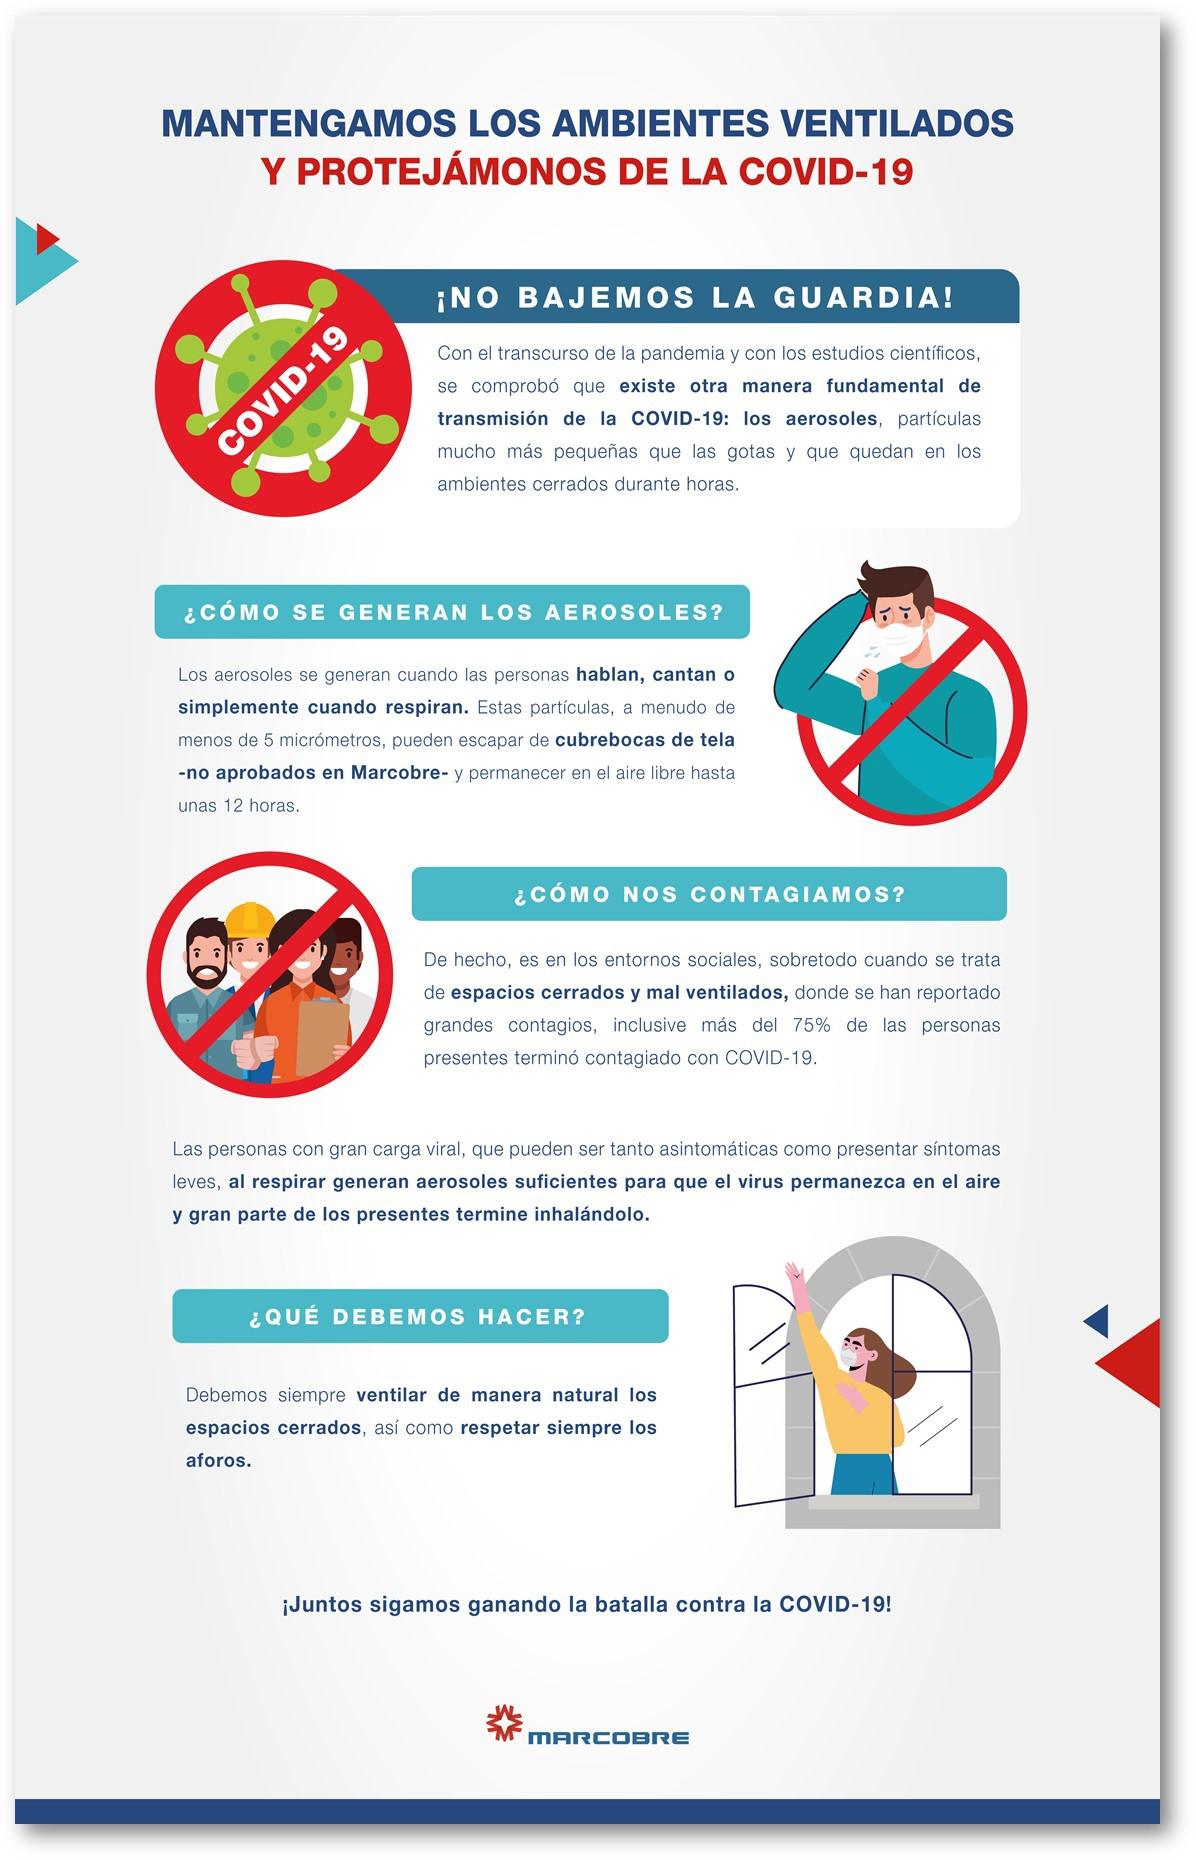 MANTENGAMOS LOS AMBIENTES VENTILADOS
Y PROTEJÁMONOS DE LA COVID-19
COVID-19
¡NO BAJEMOS LA GUARDIA!
Con el transcurso de la pandemia y con los estudios científicos,
se comprobó que existe otra manera fundamental de
transmisión de la COVID-19: los aerosoles, partículas
mucho más pequeñas que las gotas y que quedan en los
ambientes cerrados durante horas.
¿CÓMO SE GENERAN LOS AEROSOLES?
Los aerosoles se generan cuando las personas hablan, cantan o
simplemente cuando respiran. Estas partículas, a menudo de
menos de 5 micrómetros, pueden escapar de cubrebocas de tela
-no aprobados en Marcobre- y permanecer en el aire libre hasta
unas 12 horas.
¿CÓMO NOS CONTAGIAMOS?
De hecho, es en los entornos sociales, sobretodo cuando se trata
de espacios cerrados y mal ventilados, donde se han reportado
grandes contagios, inclusive más del 75% de las personas
presentes terminó contagiado con COVID-19.
Las personas con gran carga viral, que pueden ser tanto asintomáticas como presentar síntomas
leves, al respirar generan aerosoles suficientes para que el virus permanezca en el aire
y gran parte de los presentes termine inhalándolo.
¿QUÉ DEBEMOS HACER?
Debemos siempre ventilar de manera natural los
espacios cerrados, así como respetar siempre los
aforos.
¡Juntos sigamos ganando la batalla contra la COVID-19!
MARCOBRE